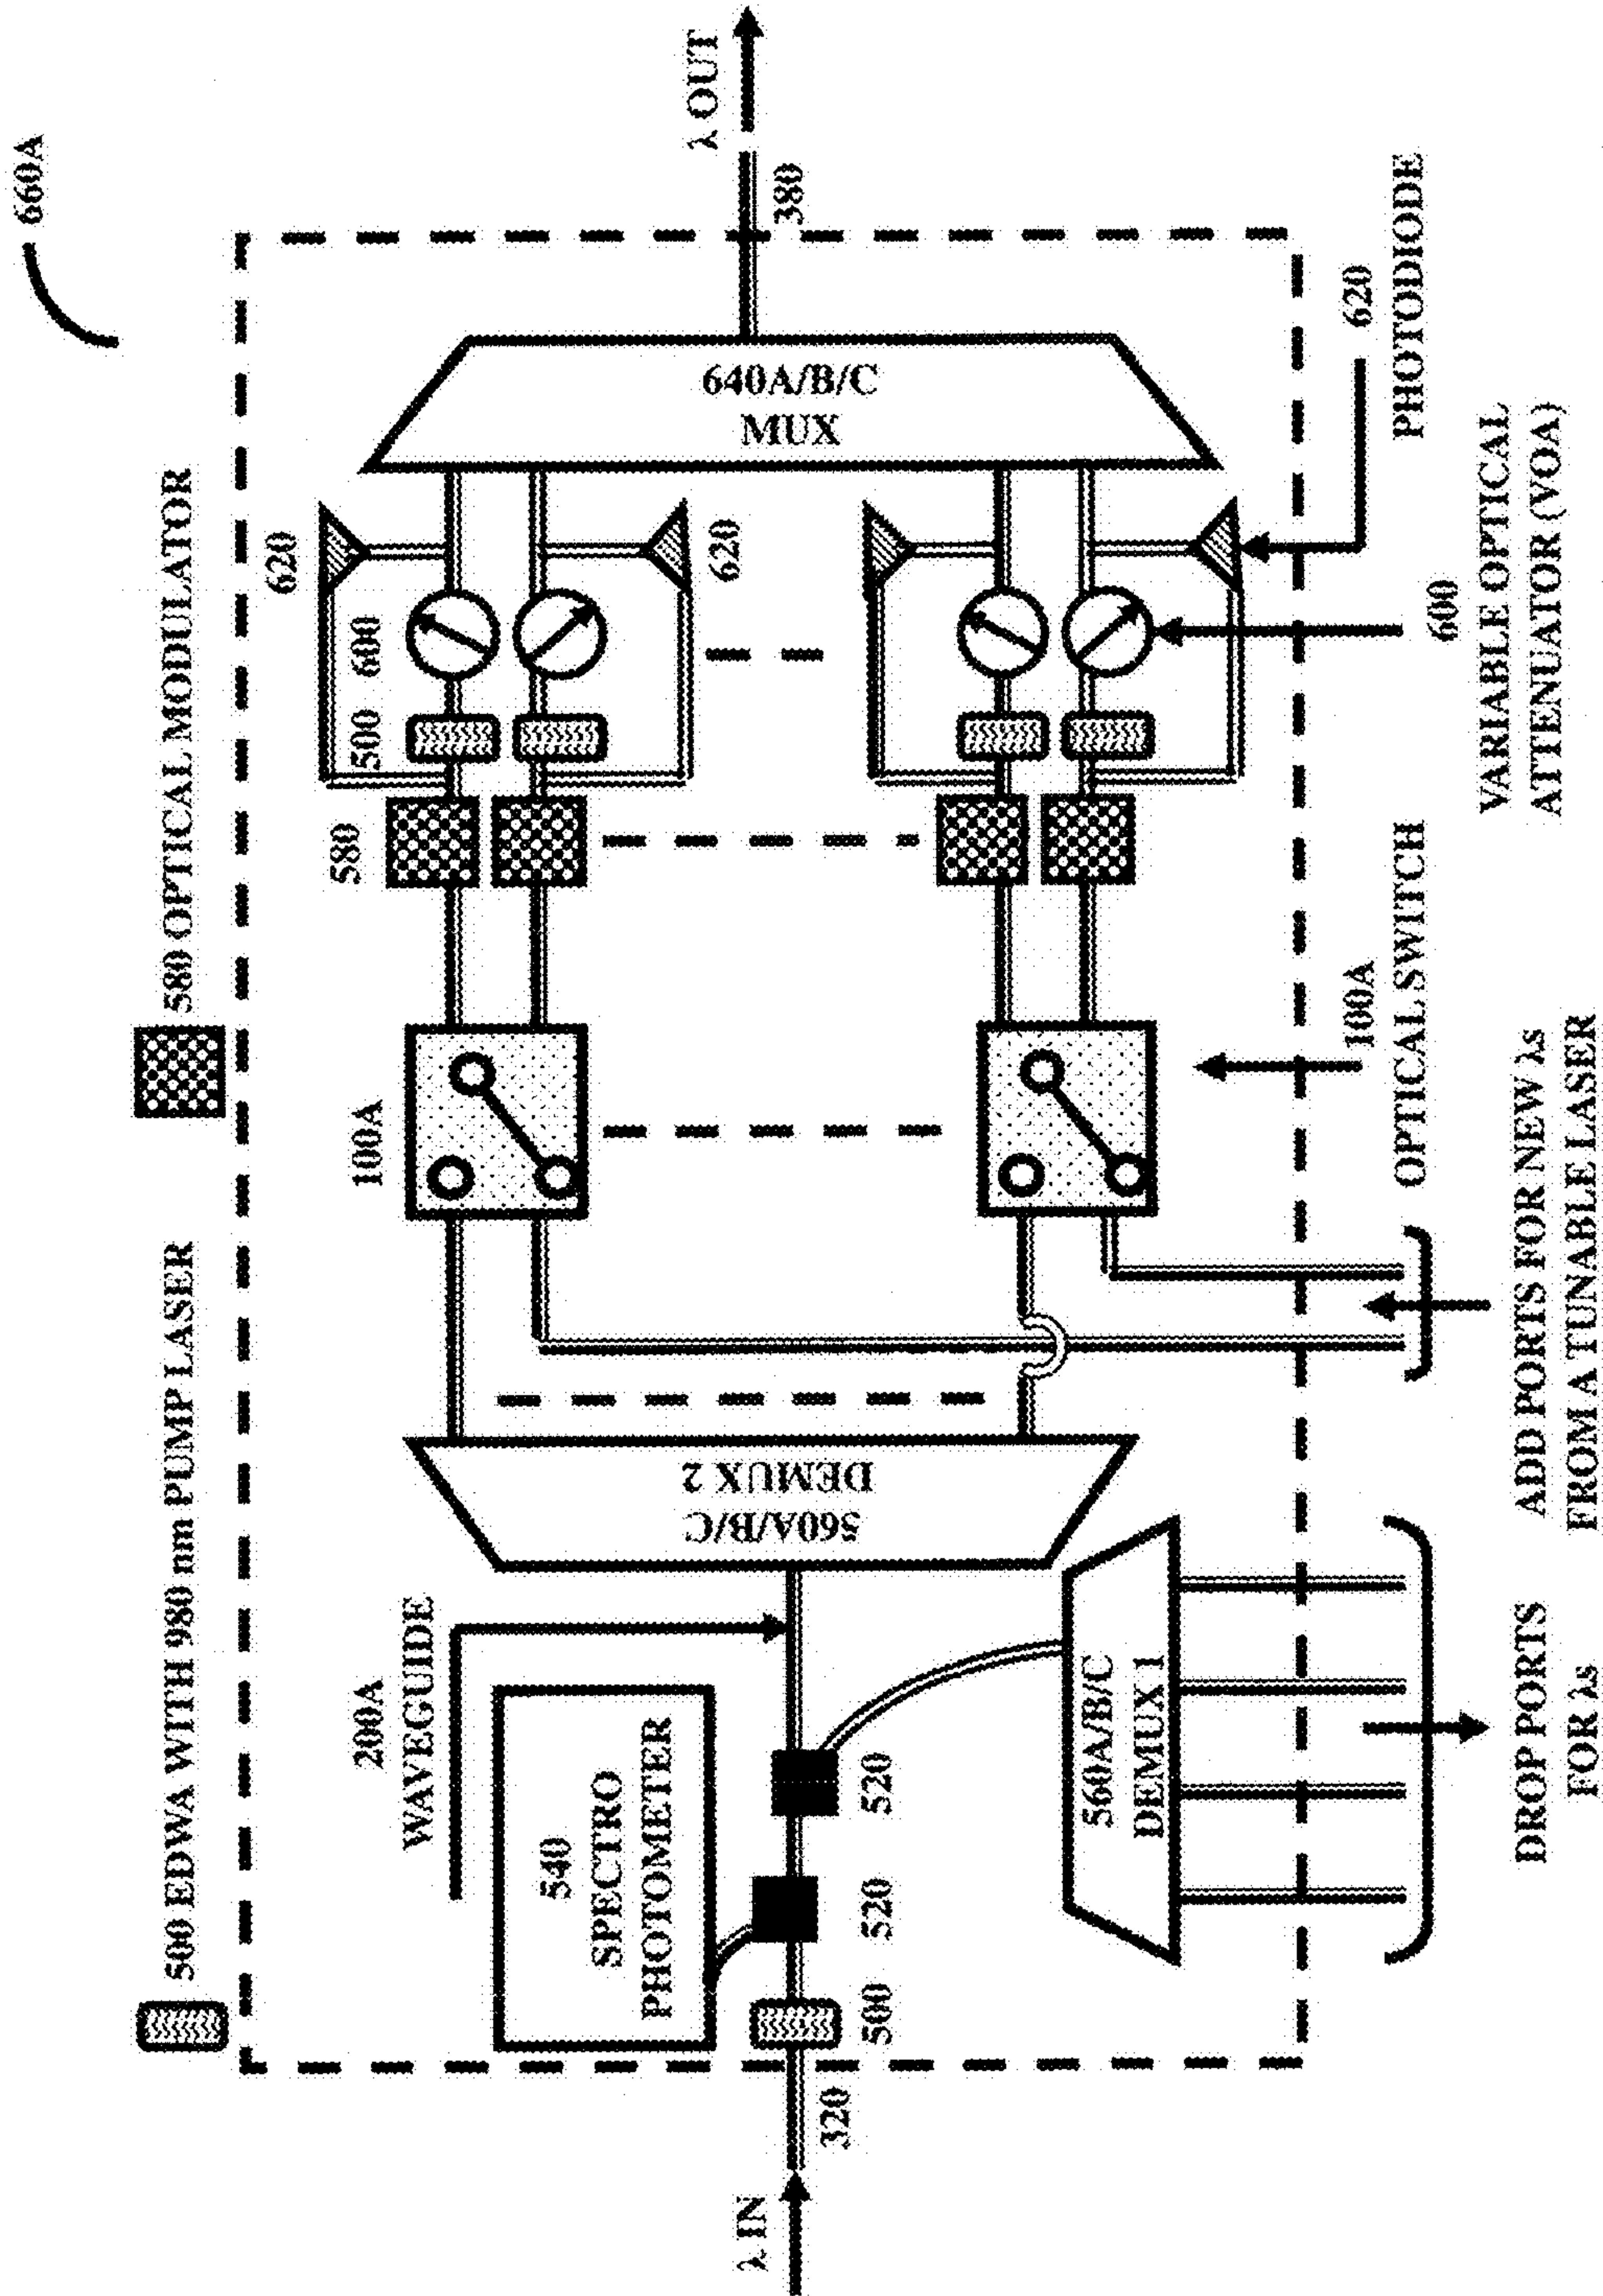 660A
500 EDWA WITH 980 nm PUMP LASER
580 OPTICAL MODULATOR
λ IN
320
500
540
SPECTRO
PHOTOMETER
520
520
200A
WAVEGUIDE
560A/B/C
DEMUX 1
560A/B/C
DEMUX 2
100A
580
500
600
620
620
640A/B/C
MUX
λ OUT
380
DROP PORTS
FOR λs
ADD PORTS FOR NEW λs
FROM A TUNABLE LASER
100A
OPTICAL SWITCH
600
VARIABLE OPTICAL
ATTENUATOR (VOA)
620
PHOTODIODE